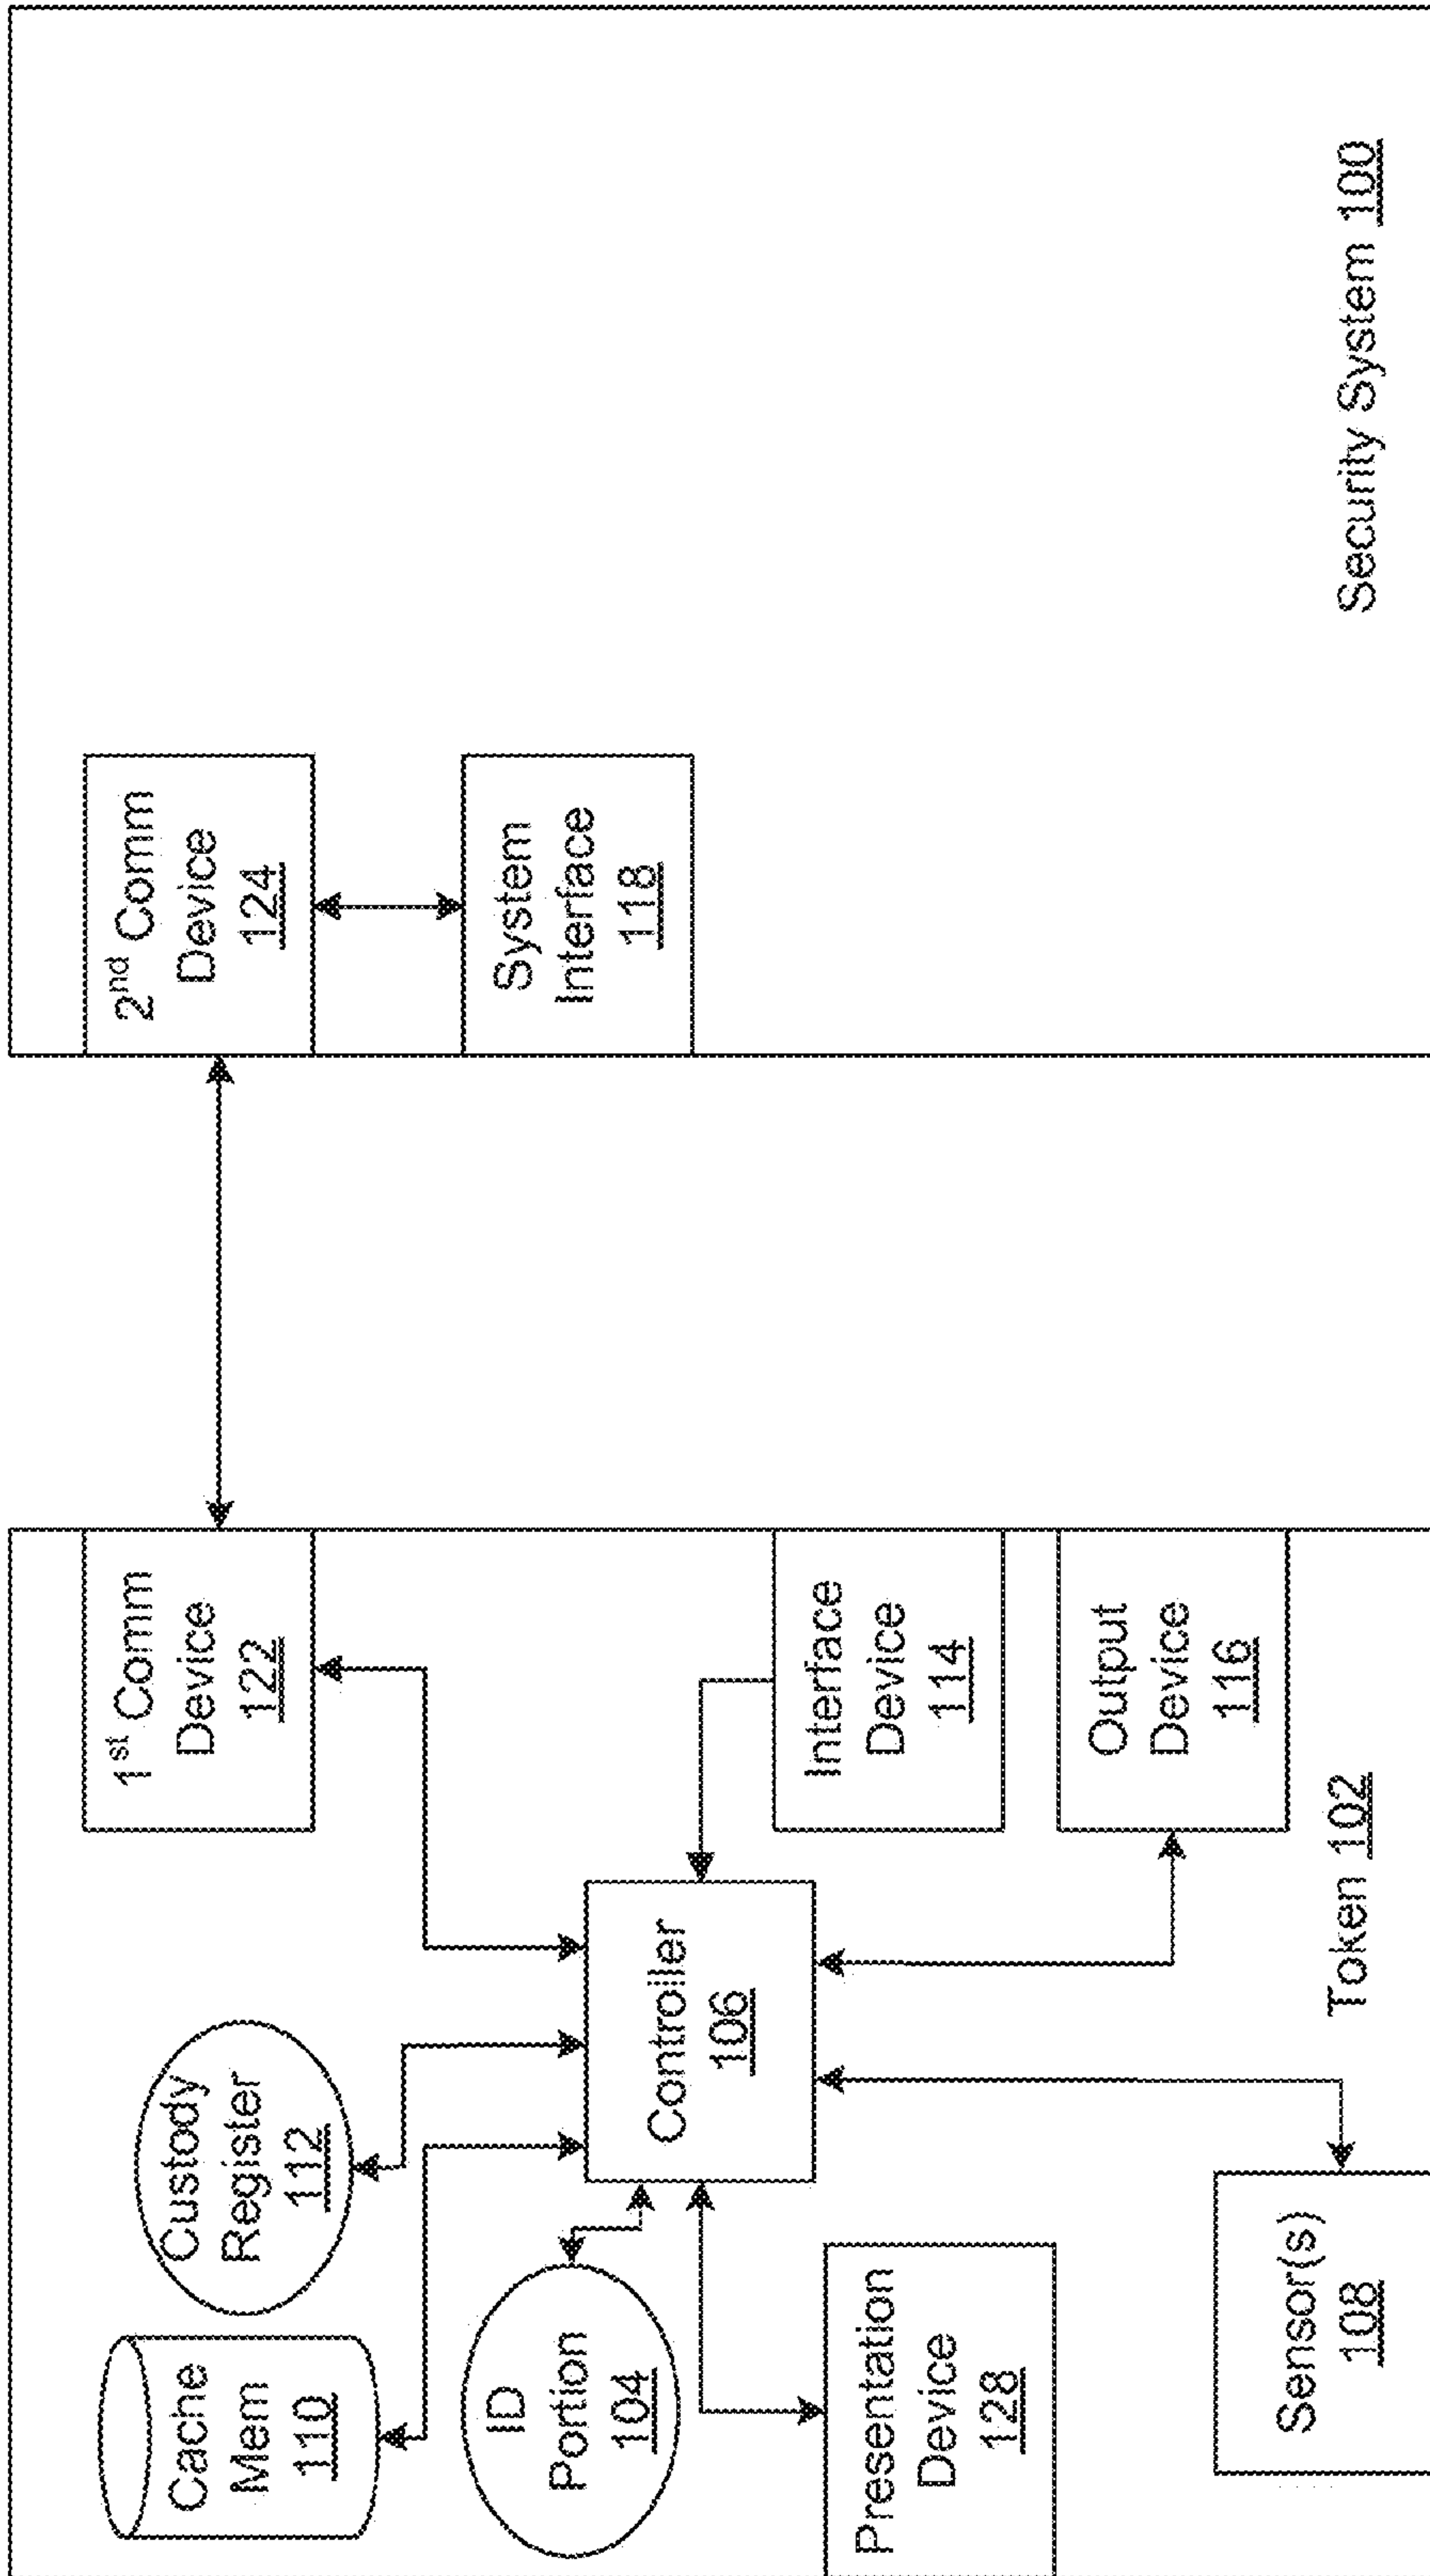 Cache
Mem
110
Custody
Register
112
1st Comm
Device
122
2nd Comm
Device
124
ID
Portion
104
Controller
106
System
Interface
118
Presentation
Device
128
Interface
Device
114
Output
Device
116
Sensor(s)
108
Token 102
Security System 100